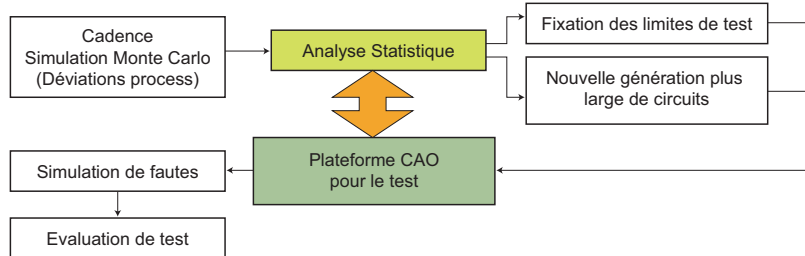 Cadence
Simulation Monte Carlo
(Déviations process)
Analyse Statistique
Fixation des limites de test
Nouvelle génération plus
large de circuits
Plateforme CAO
pour le test
Simulation de fautes
Evaluation de test